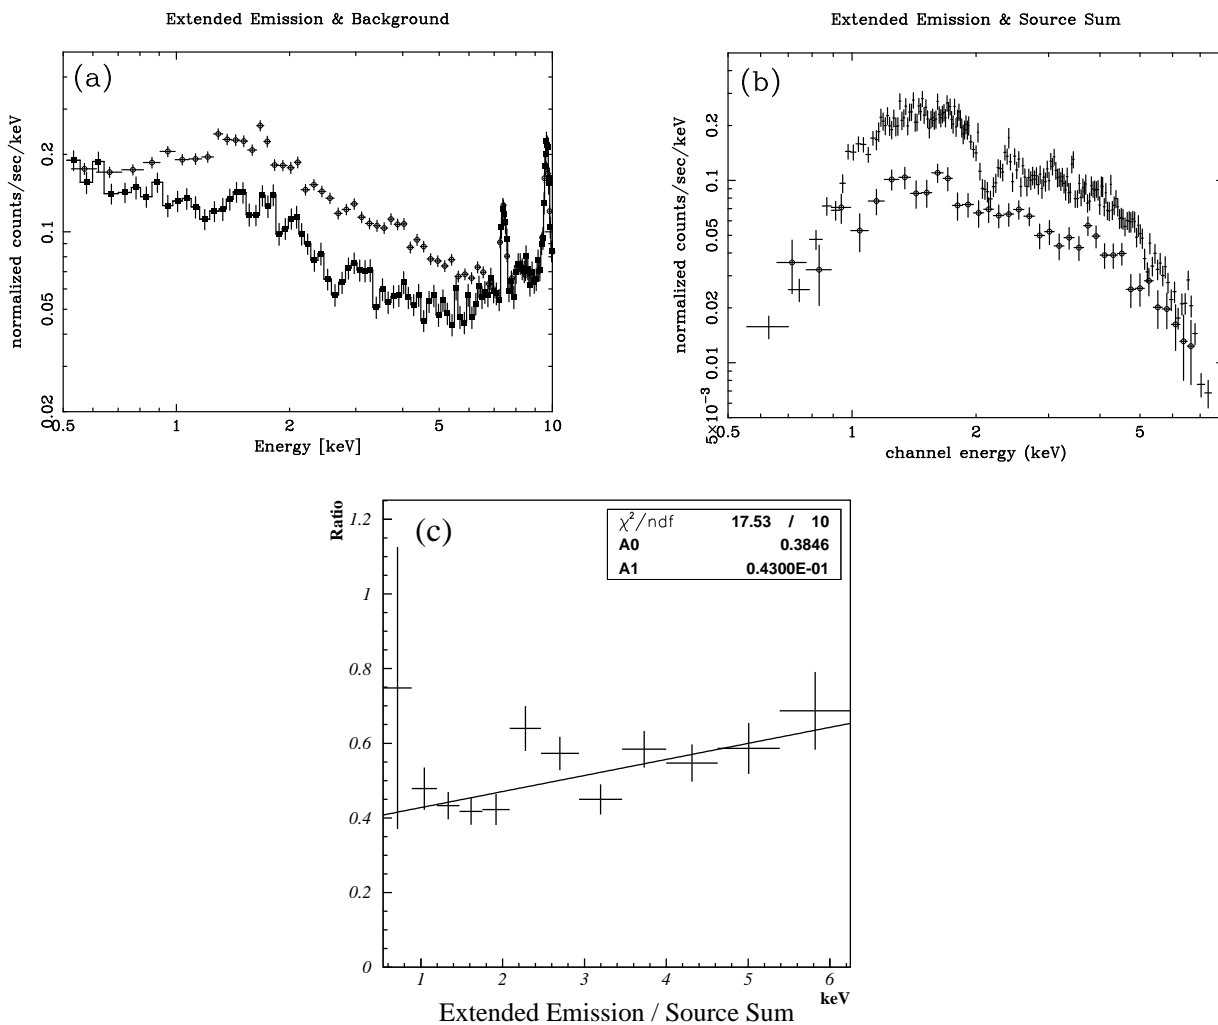 Extended Emission & Background
(a)
normalized counts/sec/keV
0.02 0.05 0.1 0.2
0.5 1 2 5 10
Energy [keV]
Extended Emission & Source Sum
(b)
normalized counts/sec/keV
5×10⁻³ 0.01 0.02 0.05 0.1 0.2
0.5 1 2 5
channel energy (keV)
(c)
Ratio
1.2
1
0.8
0.6
0.4
0.2
0
χ²/ndf 17.53 / 10
A0 0.3846
A1 0.4300E-01
1 2 3 4 5 6
keV
Extended Emission / Source Sum